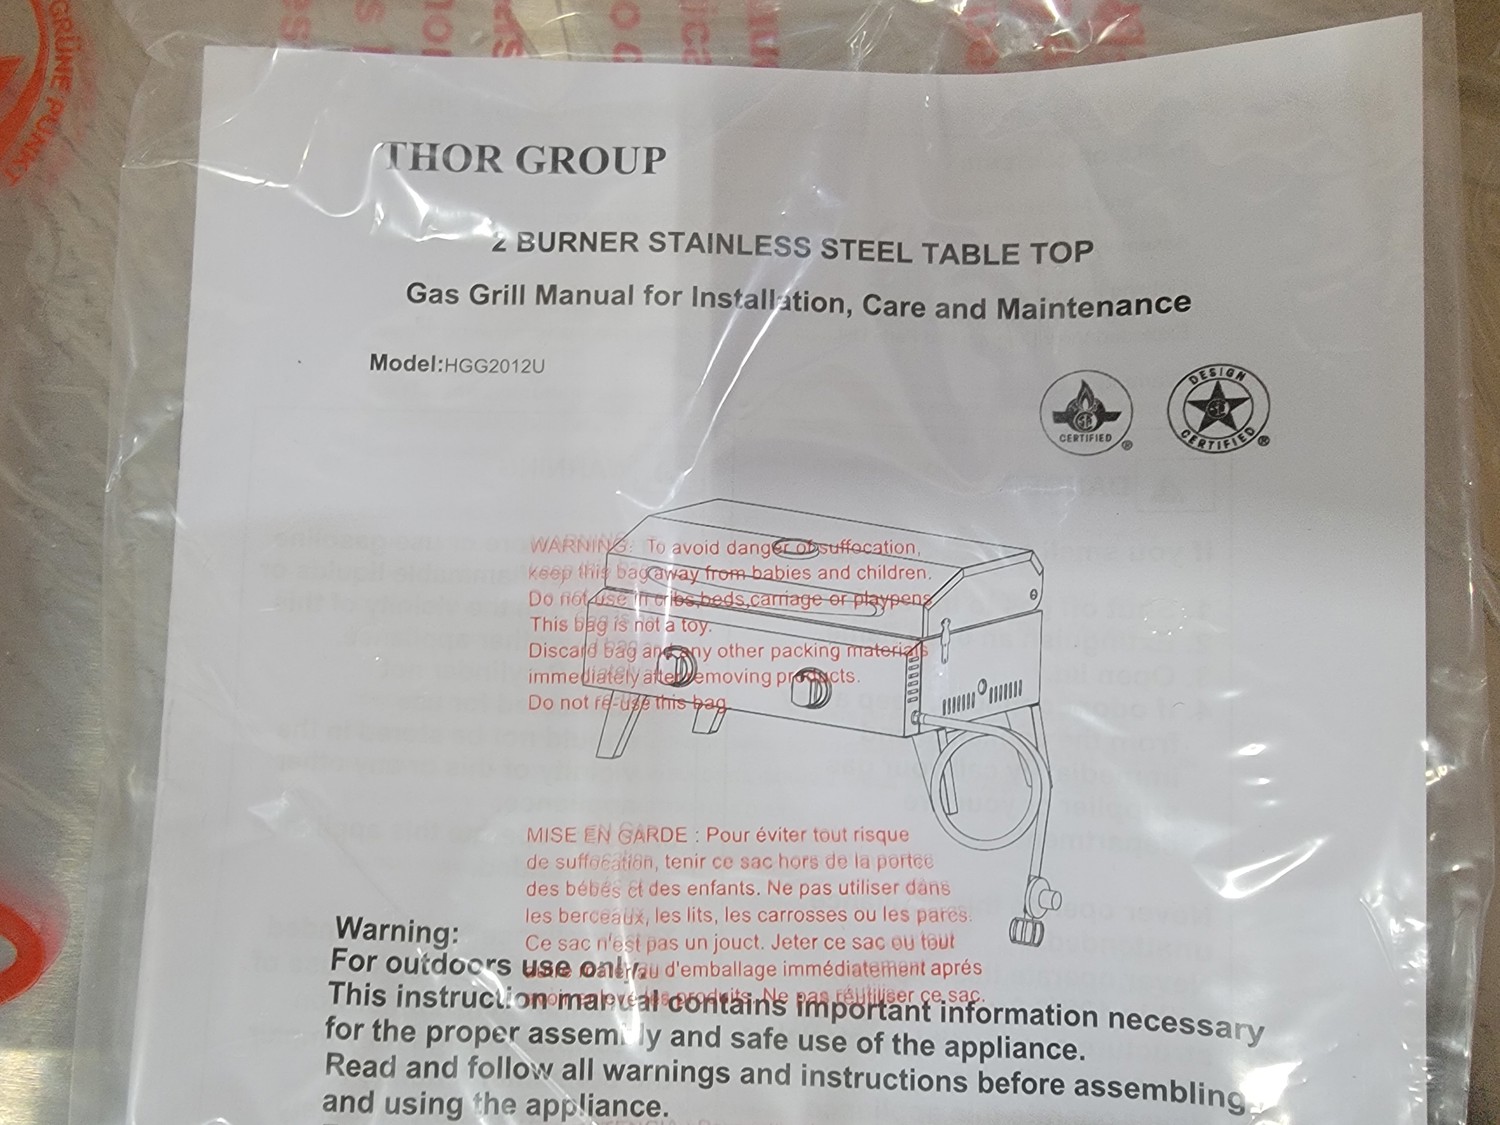 GRÜNE PUNKT
THOR GROUP
2 BURNER STAINLESS STEEL TABLE TOP
Gas Grill Manual for Installation, Care and Maintenance
Model:HGG2012U
CERTIFIED ®
DESIGN
CERTIFIED ®
WARNING: To avoid danger of suffocation,
keep this bag away from babies and children.
Do not use in cribs,beds,carriage or playpens
This bag is not a toy.
Discard bag and any other packing materials
immediately after removing products.
Do not re-use this bag
MISE EN GARDE : Pour éviter tout risque
de suffocation, tenir ce sac hors de la portee
des bébés et des enfants. Ne pas utiliser dans
les berceaux, les lits, les carrosses ou les parcs.
Ce sac n'est pas un jouct. Jeter ce sac ou tout
d'emballage immédiatement aprés
produits. Ne pas réutiliser ce sac.
Warning:
For outdoors use only
This instruction manual contains important information necessary
for the proper assembly and safe use of the appliance.
Read and follow all warnings and instructions before assembling
and using the appliance.